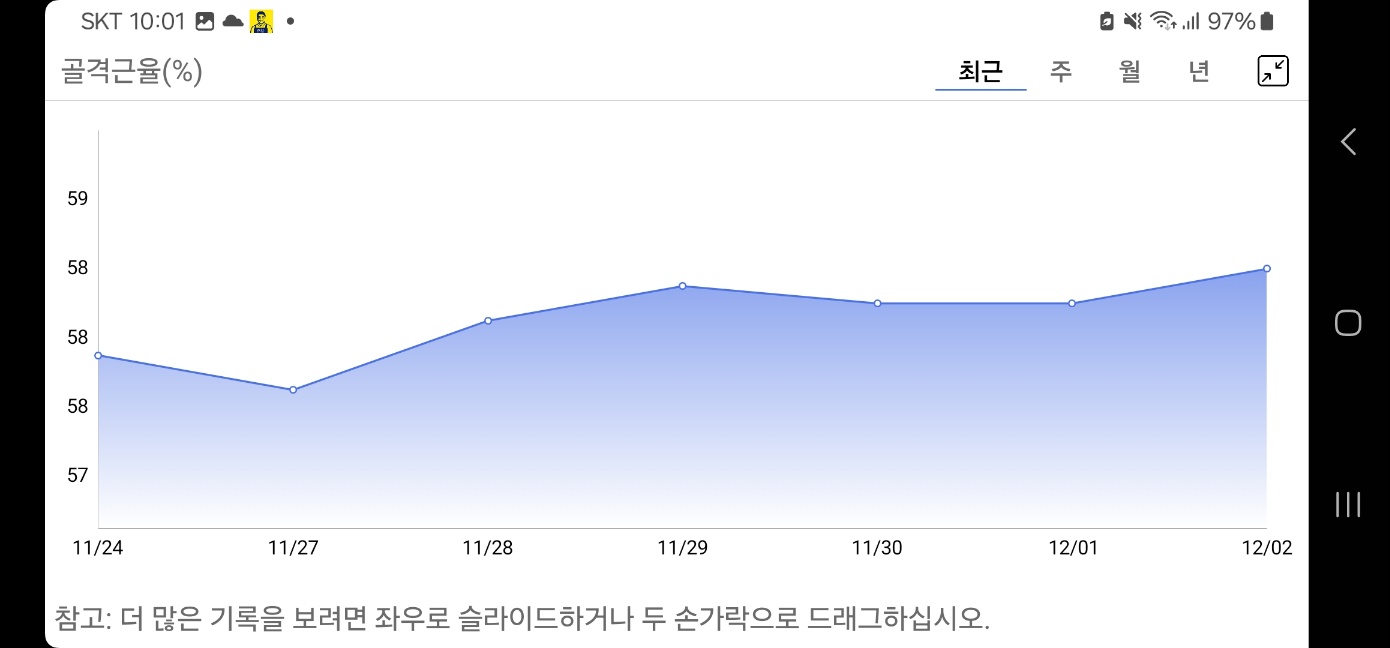 SKT 10:01 97%
골격근율(%) 최근 주 월 년
59
58
58
58
57
11/24 11/27 11/28 11/29 11/30 12/01 12/02
참고: 더 많은 기록을 보려면 좌우로 슬라이드하거나 두 손가락으로 드래그하십시오.